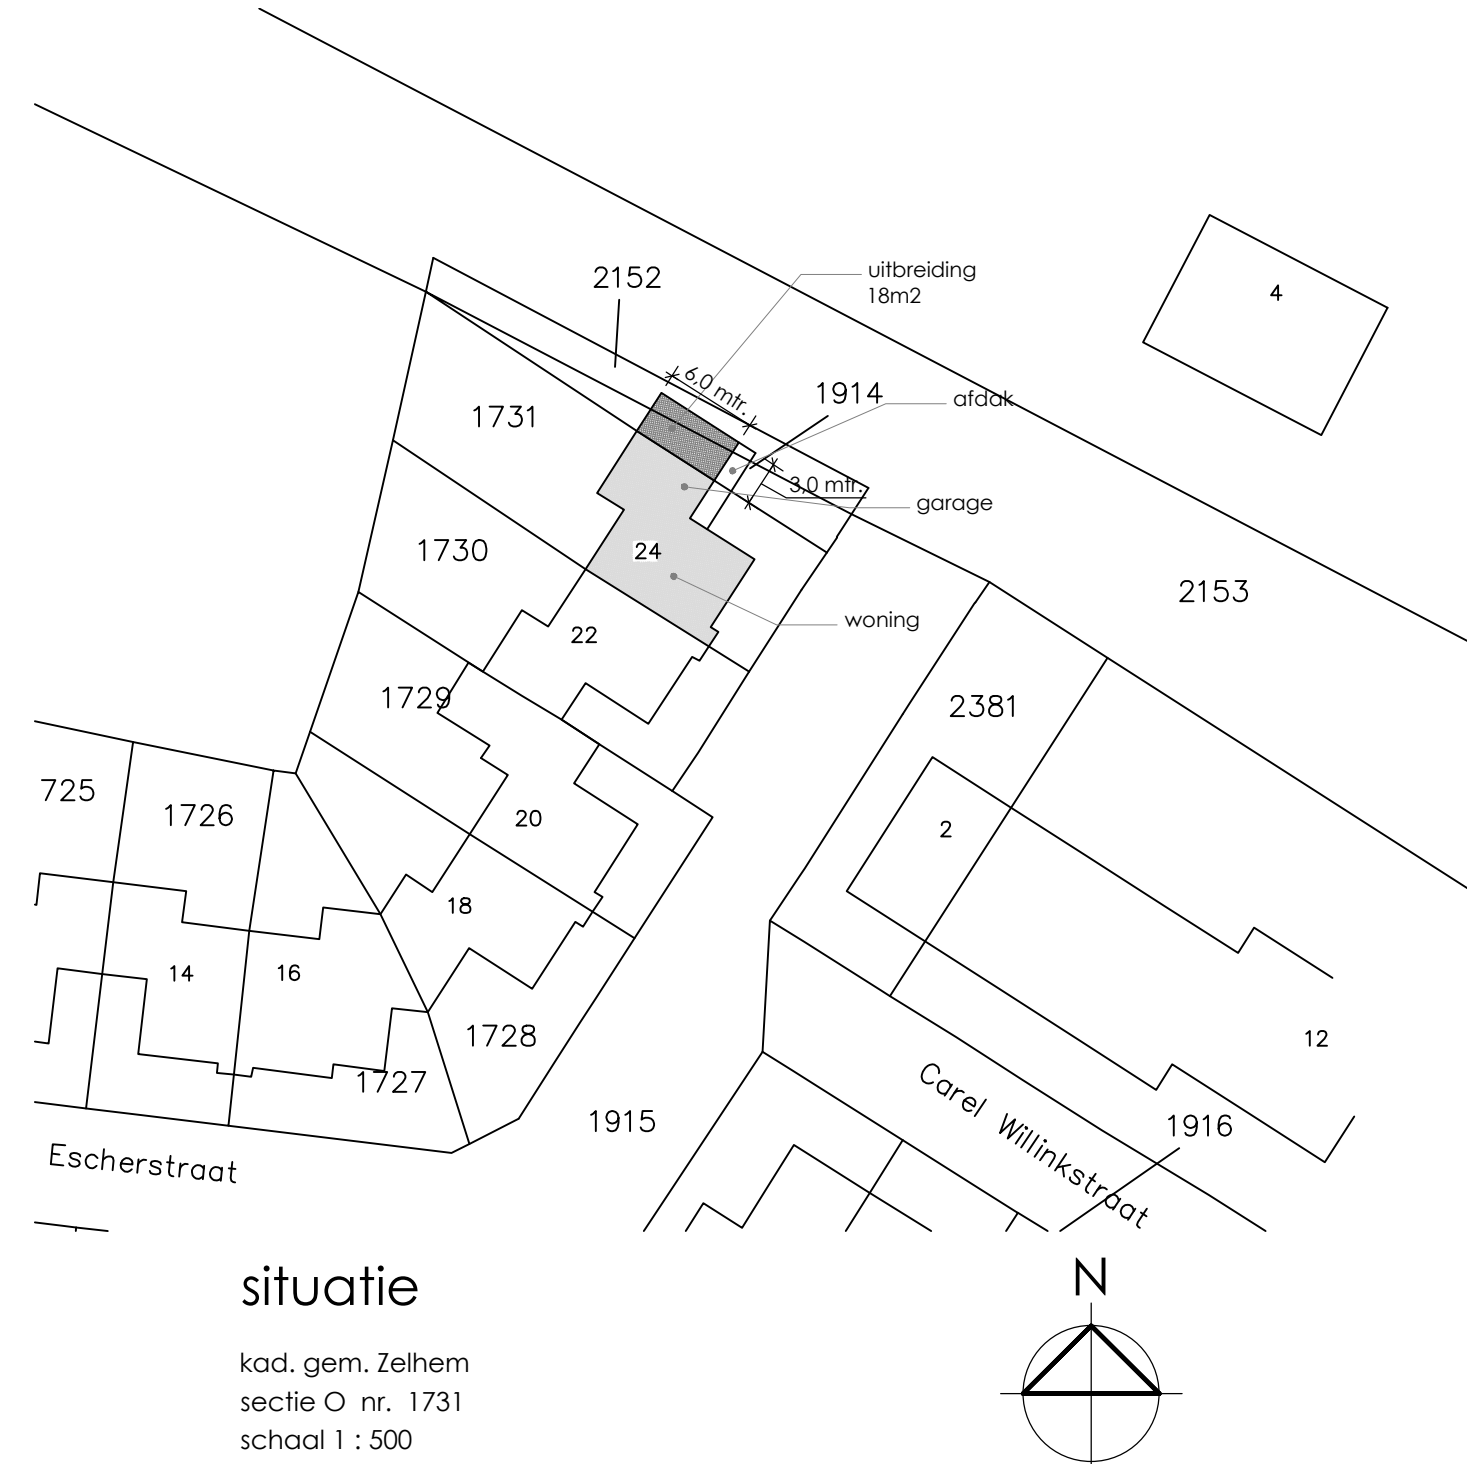 2152
uitbreiding
18m2
4
6,0 mtr.
1914
afdak
1731
3,0 mtr.
garage
1730
24
2153
woning
22
1729
2381
725
1726
20
2
18
14
16
1728
12
1727
Carel Willinkstraat
1915
1916
Escherstraat
situatie
N
kad. gem. Zelhem
sectie O nr. 1731
schaal 1 : 500